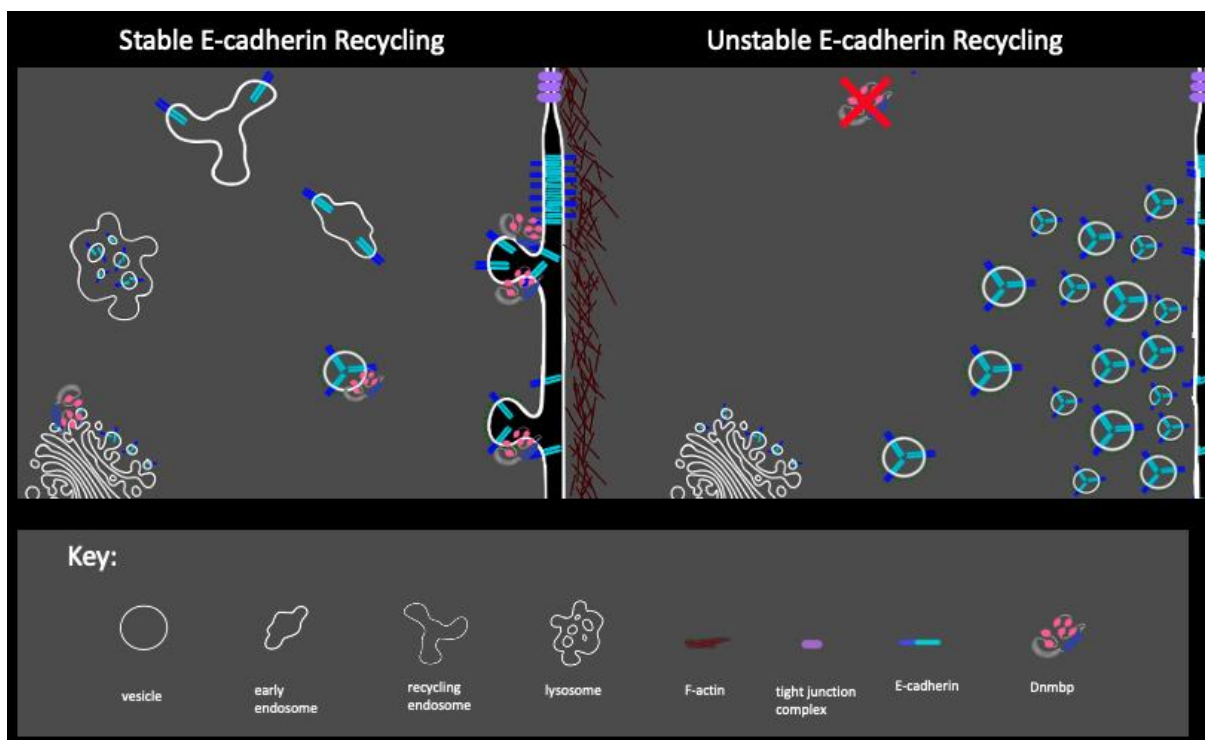 Stable E-cadherin Recycling
Unstable E-cadherin Recycling
Key:
vesicle
early
endosome
recycling
endosome
lysosome
F-actin
tight junction
complex
E-cadherin
Dnmbp